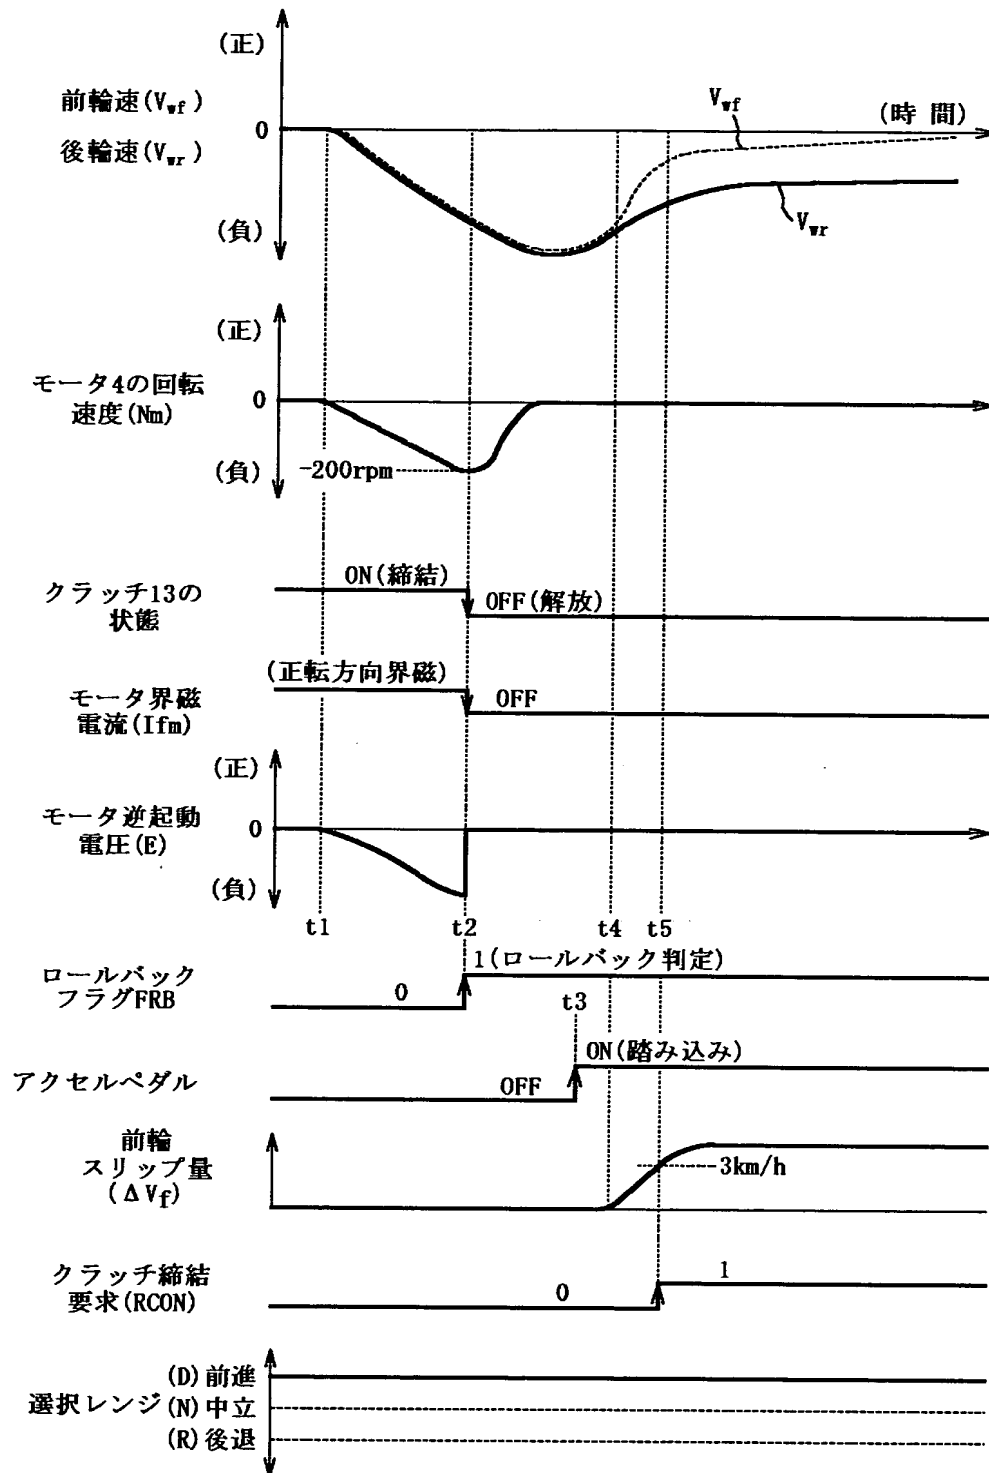 (正)
前輪速(Vwf)
後輪速(Vwr)
0
(負)
Vwf
(時 間)
Vwr
(正)
モータ4の回転
速度(Nm)
0
(負)
-200rpm
クラッチ13の
状態
ON(締結)
OFF(解放)
モータ界磁
電流(Ifm)
(正転方向界磁)
OFF
(正)
モータ逆起動
電圧(E)
0
(負)
t1
t2
t4
t5
ロールバック
フラグFRB
0
1(ロールバック判定)
t3
アクセルペダル
OFF
ON(踏み込み)
前輪
スリップ量
(ΔVf)
3km/h
クラッチ締結
要求(RCON)
0
1
選択レンジ
(D)前進
(N)中立
(R)後退